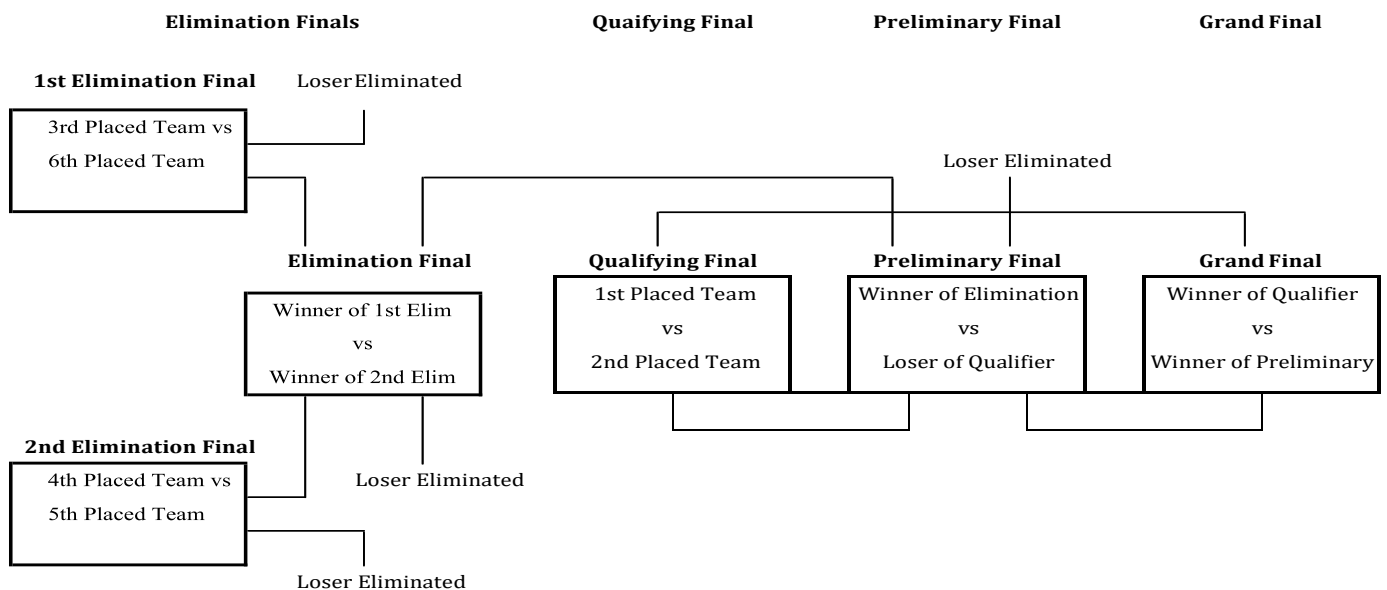 Elimination Finals
Quaifying Final
Preliminary Final
Grand Final
1st Elimination Final
Loser Eliminated
3rd Placed Team vs
6th Placed Team
Loser Eliminated
Elimination Final
Winner of 1st Elim
vs
Winner of 2nd Elim
Qualifying Final
1st Placed Team
vs
2nd Placed Team
Preliminary Final
Winner of Elimination
vs
Loser of Qualifier
Grand Final
Winner of Qualifier
vs
Winner of Preliminary
2nd Elimination Final
4th Placed Team vs
5th Placed Team
Loser Eliminated
Loser Eliminated